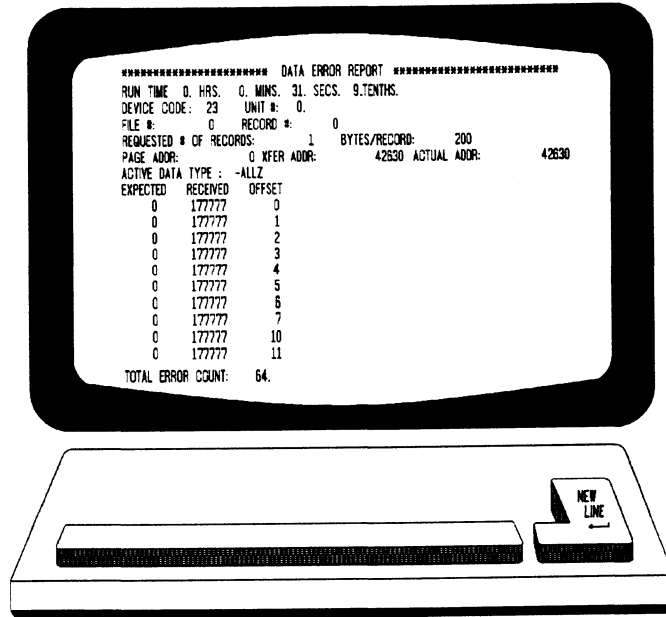 *********************** DATA ERROR REPORT **************************
RUN TIME 0. HRS. 0. MINS. 31. SECS. 9.TENTHS.
DEVICE CODE: 23 UNIT #: 0.
FILE #: 0 RECORD #: 0
REQUESTED # OF RECORDS: 1 BYTES/RECORD: 200
PAGE ADDR: 0 XFER ADDR: 42630 ACTUAL ADDR: 42630
ACTIVE DATA TYPE : -ALLZ
EXPECTED RECEIVED OFFSET
0 177777 0
0 177777 1
0 177777 2
0 177777 3
0 177777 4
0 177777 5
0 177777 6
0 177777 7
0 177777 10
0 177777 11
TOTAL ERROR COUNT: 64.
NEW
LINE